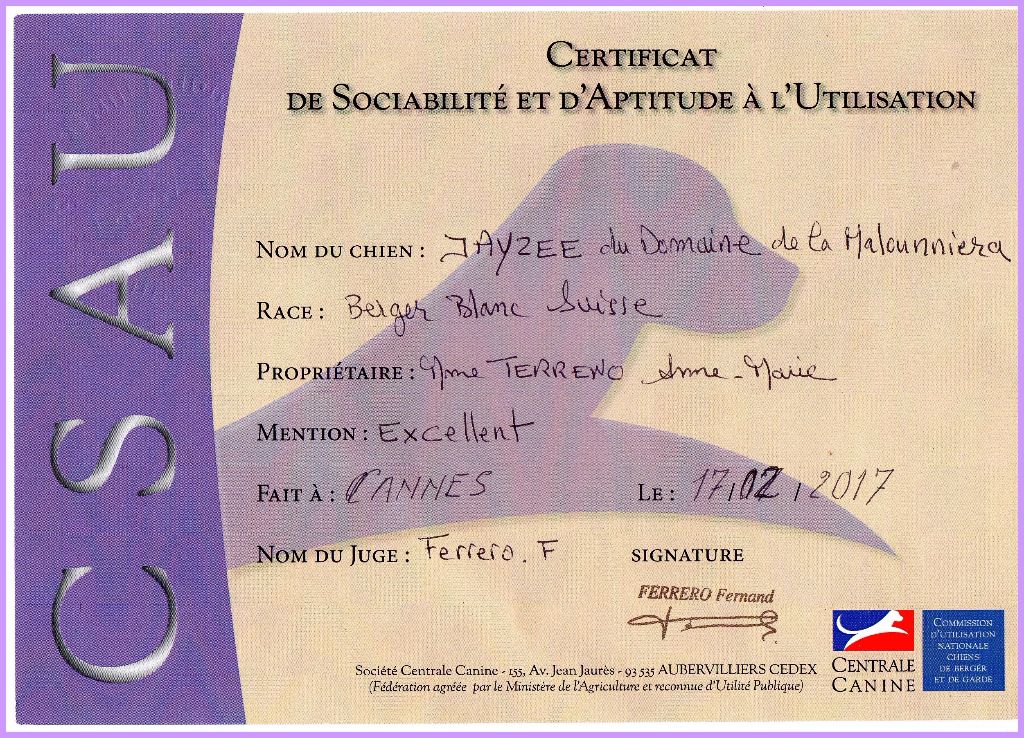 CSAU
CERTIFICAT
DE SOCIABILITÉ ET D'APTITUDE À L'UTILISATION
NOM DU CHIEN : JAYZEE du Domaine de la Malounniera
RACE : Berger Blanc Suisse
PROPRIÉTAIRE : Mme TERRENO Anne-Marie
MENTION : Excellent
FAIT À : CANNES LE : 17/02/2017
NOM DU JUGE : Ferrero. F SIGNATURE
FERRERO Fernand
Société Centrale Canine - 155, Av. Jean Jaurès - 93 535 AUBERVILLIERS CEDEX
(Fédération agréée par le Ministère de l'Agriculture et reconnue d'Utilité Publique)
CENTRALE
CANINE
COMMISSION
D'UTILISATION
NATIONALE
CHIENS
DE BERGER
ET DE GARDE